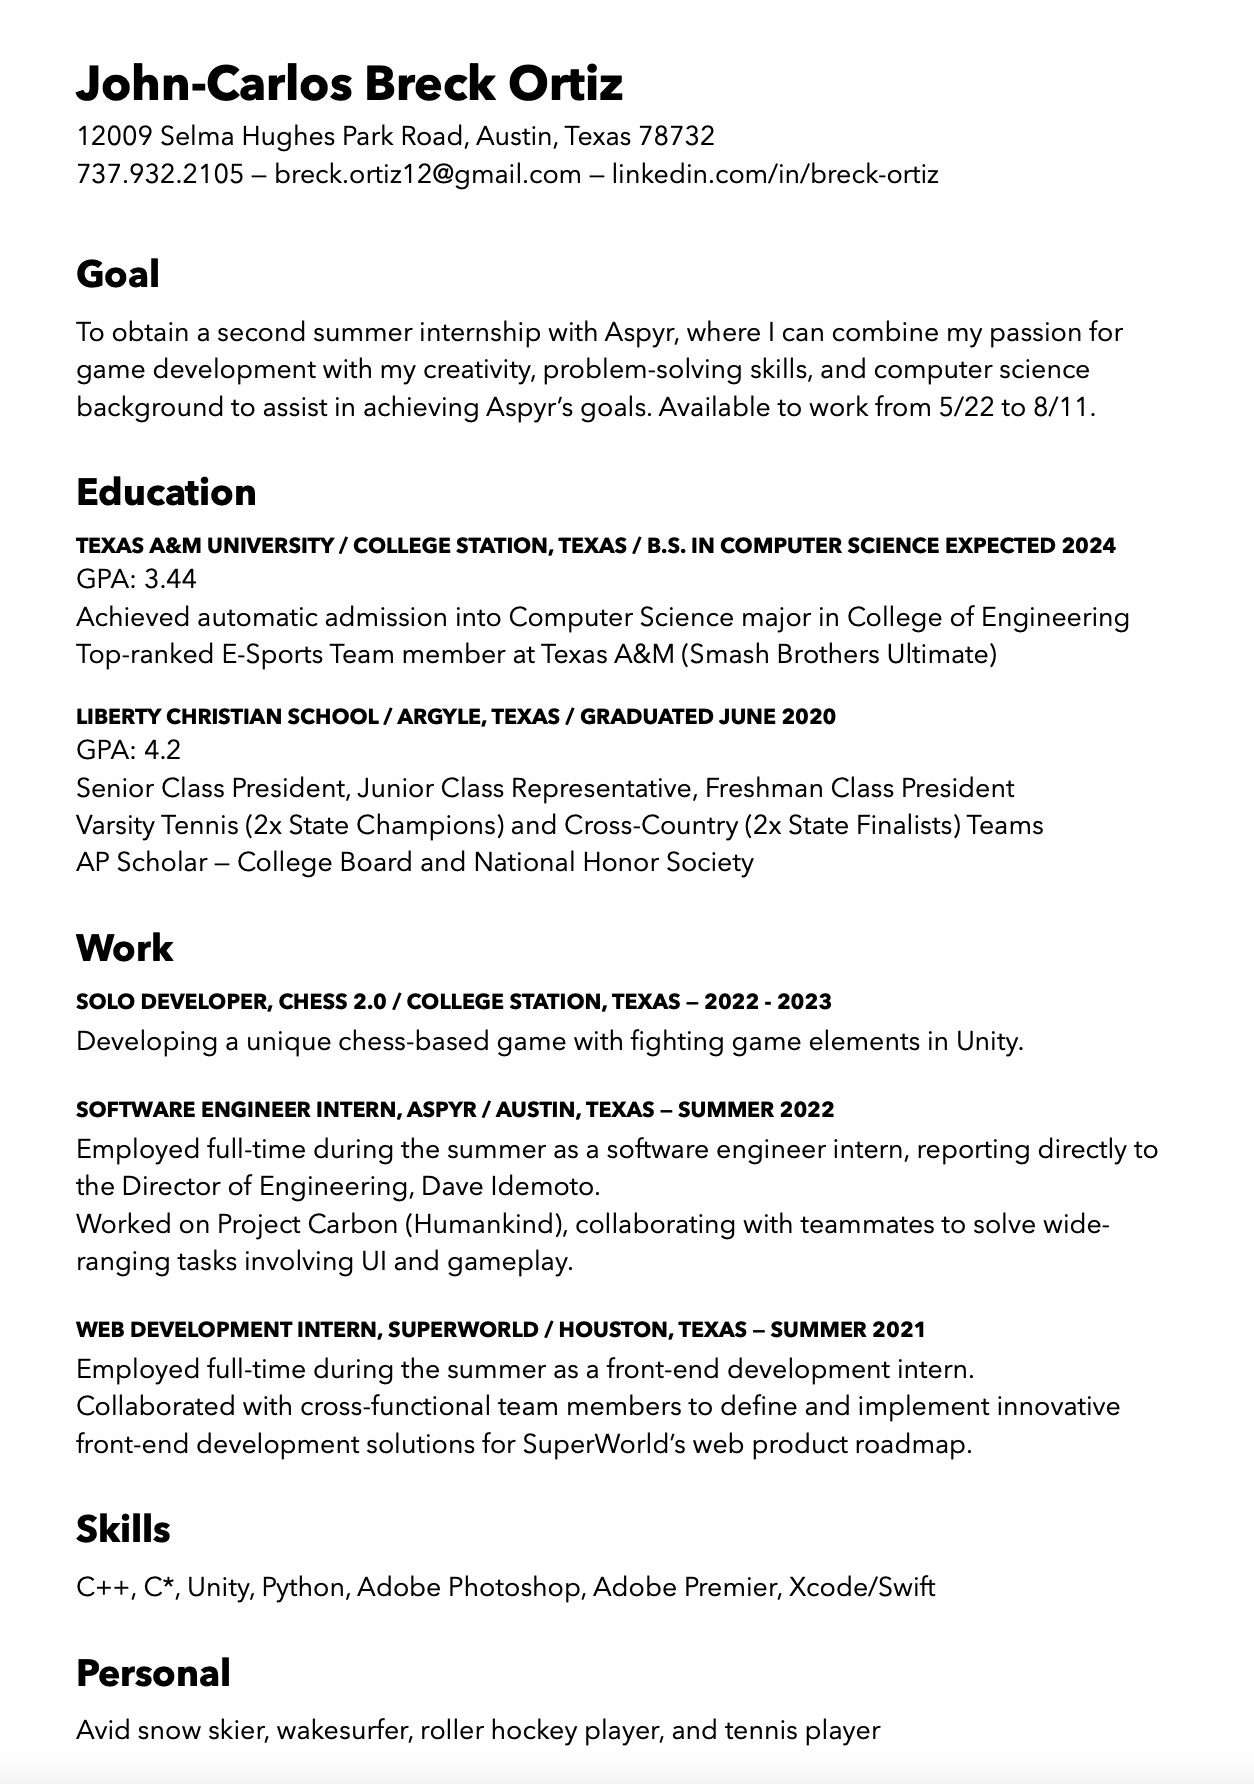 John-Carlos Breck Ortiz
12009 Selma Hughes Park Road, Austin, Texas 78732
737.932.2105 – breck.ortiz12@gmail.com – linkedin.com/in/breck-ortiz
Goal
To obtain a second summer internship with Aspyr, where I can combine my passion for
game development with my creativity, problem-solving skills, and computer science
background to assist in achieving Aspyr’s goals. Available to work from 5/22 to 8/11.
Education
TEXAS A&M UNIVERSITY / COLLEGE STATION, TEXAS / B.S. IN COMPUTER SCIENCE EXPECTED 2024
GPA: 3.44
Achieved automatic admission into Computer Science major in College of Engineering
Top-ranked E-Sports Team member at Texas A&M (Smash Brothers Ultimate)
LIBERTY CHRISTIAN SCHOOL / ARGYLE, TEXAS / GRADUATED JUNE 2020
GPA: 4.2
Senior Class President, Junior Class Representative, Freshman Class President
Varsity Tennis (2x State Champions) and Cross-Country (2x State Finalists) Teams
AP Scholar – College Board and National Honor Society
Work
SOLO DEVELOPER, CHESS 2.0 / COLLEGE STATION, TEXAS – 2022 - 2023
Developing a unique chess-based game with fighting game elements in Unity.
SOFTWARE ENGINEER INTERN, ASPYR / AUSTIN, TEXAS – SUMMER 2022
Employed full-time during the summer as a software engineer intern, reporting directly to
the Director of Engineering, Dave Idemoto.
Worked on Project Carbon (Humankind), collaborating with teammates to solve wide-
ranging tasks involving UI and gameplay.
WEB DEVELOPMENT INTERN, SUPERWORLD / HOUSTON, TEXAS – SUMMER 2021
Employed full-time during the summer as a front-end development intern.
Collaborated with cross-functional team members to define and implement innovative
front-end development solutions for SuperWorld’s web product roadmap.
Skills
C++, C*, Unity, Python, Adobe Photoshop, Adobe Premier, Xcode/Swift
Personal
Avid snow skier, wakesurfer, roller hockey player, and tennis player